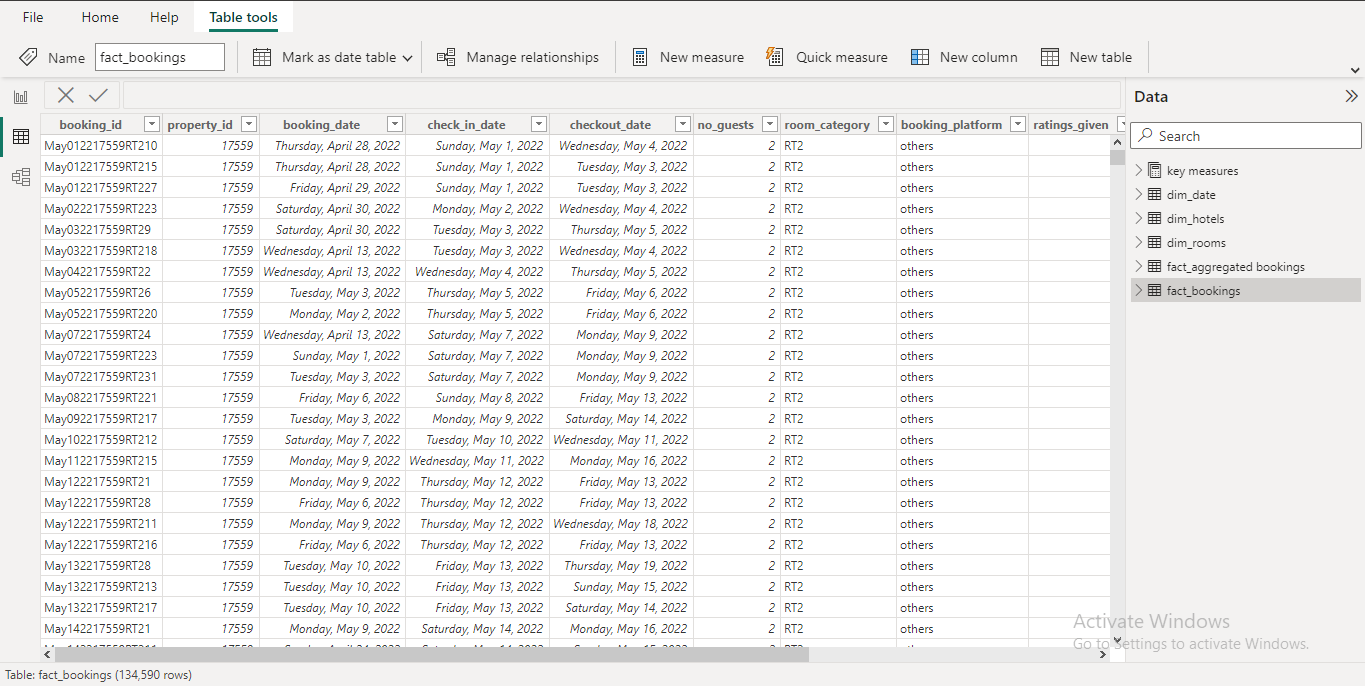 File Home Help Table tools
Name fact_bookings Mark as date table Manage relationships New measure Quick measure New column New table
Data
booking_id property_id booking_date check_in_date checkout_date no_guests room_category booking_platform ratings_given
Search
May012217559RT210 17559 Thursday, April 28, 2022 Sunday, May 1, 2022 Wednesday, May 4, 2022 2 RT2 others
May012217559RT215 17559 Thursday, April 28, 2022 Sunday, May 1, 2022 Tuesday, May 3, 2022 2 RT2 others
May012217559RT227 17559 Friday, April 29, 2022 Sunday, May 1, 2022 Tuesday, May 3, 2022 2 RT2 others
May022217559RT223 17559 Saturday, April 30, 2022 Monday, May 2, 2022 Wednesday, May 4, 2022 2 RT2 others
May032217559RT29 17559 Saturday, April 30, 2022 Tuesday, May 3, 2022 Thursday, May 5, 2022 2 RT2 others
May032217559RT218 17559 Wednesday, April 13, 2022 Tuesday, May 3, 2022 Wednesday, May 4, 2022 2 RT2 others
May042217559RT22 17559 Wednesday, April 13, 2022 Wednesday, May 4, 2022 Thursday, May 5, 2022 2 RT2 others
May052217559RT26 17559 Tuesday, May 3, 2022 Thursday, May 5, 2022 Friday, May 6, 2022 2 RT2 others
May052217559RT220 17559 Monday, May 2, 2022 Thursday, May 5, 2022 Friday, May 6, 2022 2 RT2 others
May072217559RT24 17559 Wednesday, April 13, 2022 Saturday, May 7, 2022 Monday, May 9, 2022 2 RT2 others
May072217559RT223 17559 Sunday, May 1, 2022 Saturday, May 7, 2022 Monday, May 9, 2022 2 RT2 others
May072217559RT231 17559 Tuesday, May 3, 2022 Saturday, May 7, 2022 Monday, May 9, 2022 2 RT2 others
May082217559RT221 17559 Friday, May 6, 2022 Sunday, May 8, 2022 Friday, May 13, 2022 2 RT2 others
May092217559RT217 17559 Tuesday, May 3, 2022 Monday, May 9, 2022 Saturday, May 14, 2022 2 RT2 others
May102217559RT212 17559 Saturday, May 7, 2022 Tuesday, May 10, 2022 Wednesday, May 11, 2022 2 RT2 others
May112217559RT215 17559 Monday, May 9, 2022 Wednesday, May 11, 2022 Monday, May 16, 2022 2 RT2 others
May122217559RT21 17559 Monday, May 9, 2022 Thursday, May 12, 2022 Friday, May 13, 2022 2 RT2 others
May122217559RT28 17559 Friday, May 6, 2022 Thursday, May 12, 2022 Friday, May 13, 2022 2 RT2 others
May122217559RT211 17559 Monday, May 9, 2022 Thursday, May 12, 2022 Wednesday, May 18, 2022 2 RT2 others
May122217559RT216 17559 Friday, May 6, 2022 Thursday, May 12, 2022 Friday, May 13, 2022 2 RT2 others
May132217559RT28 17559 Tuesday, May 10, 2022 Friday, May 13, 2022 Thursday, May 19, 2022 2 RT2 others
May132217559RT213 17559 Tuesday, May 10, 2022 Friday, May 13, 2022 Sunday, May 15, 2022 2 RT2 others
May132217559RT217 17559 Tuesday, May 10, 2022 Friday, May 13, 2022 Saturday, May 14, 2022 2 RT2 others
May142217559RT21 17559 Monday, May 9, 2022 Saturday, May 14, 2022 Monday, May 16, 2022 2 RT2 others
key measures
dim_date
dim_hotels
dim_rooms
fact_aggregated bookings
fact_bookings
Activate Windows
Go to Settings to activate Windows.
Table: fact_bookings (134,590 rows)